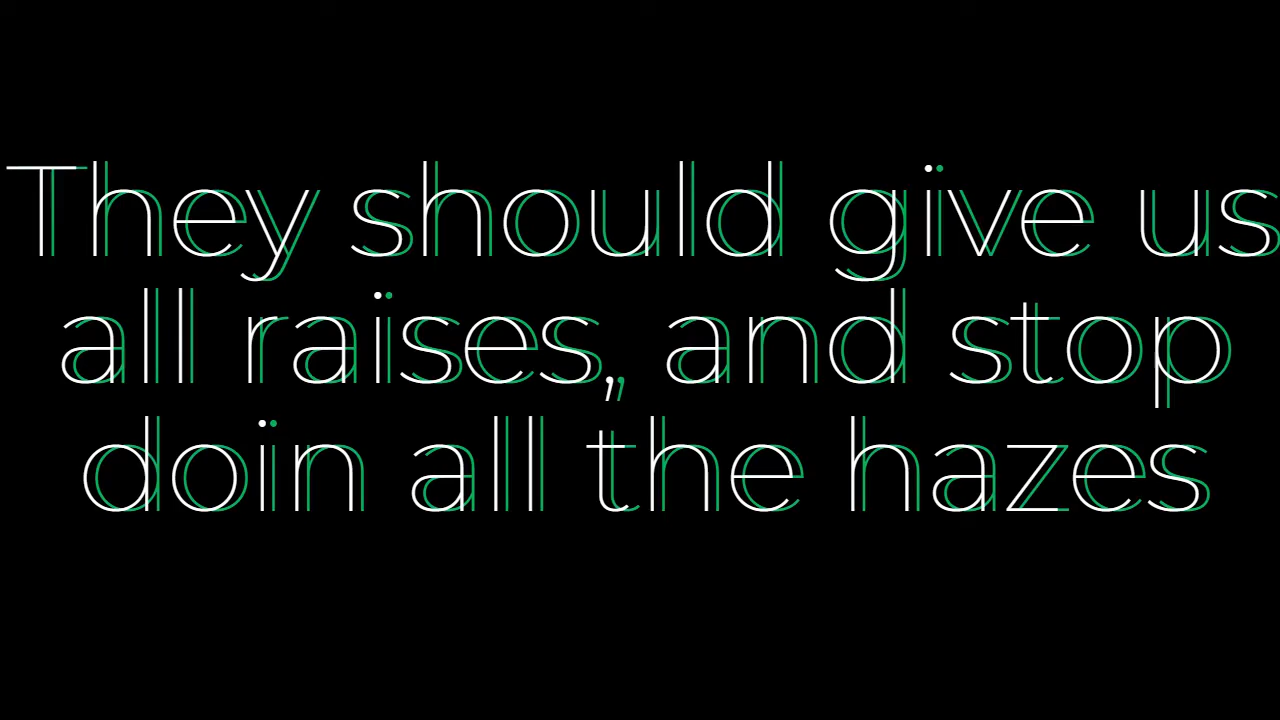 They should give us
all raises, and stop
doin all the hazes